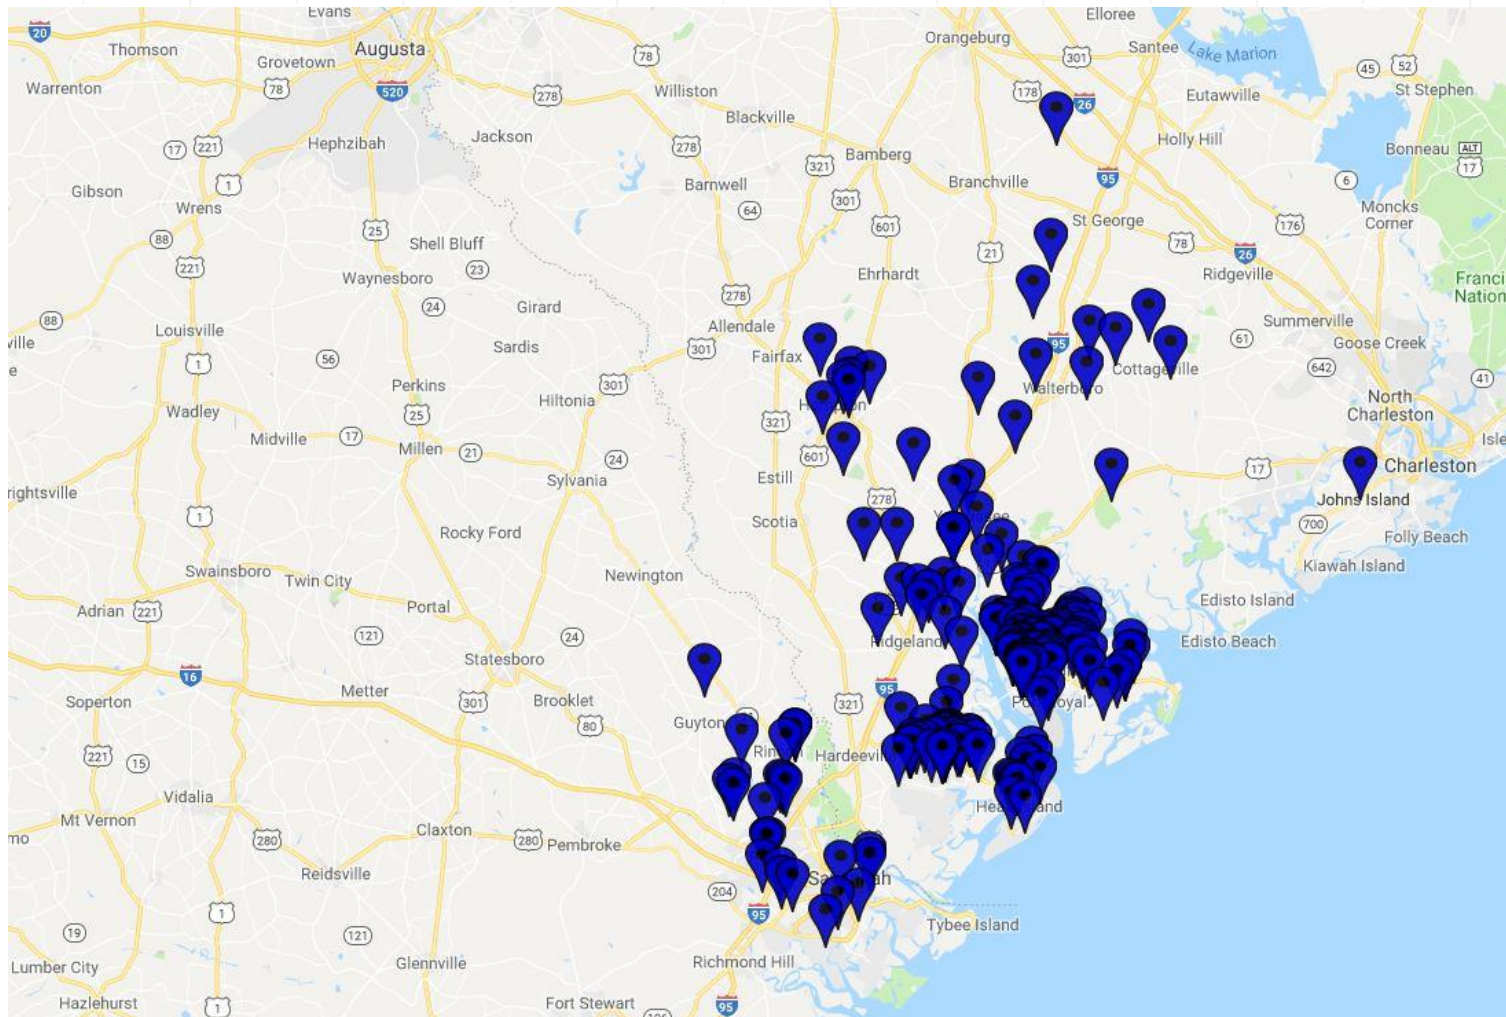 Evans
Elloree
20
Thomson
Augusta
Orangeburg
Santee
Lake Marion
301
Grovetown
78
45
52
Warrenton
78
520
278
Williston
178
26
Eutawville
St Stephen
Blackville
17
221
Hephzibah
Jackson
278
Holly Hill
Bonneau
ALT
17
Bamberg
321
Gibson
1
Barnwell
Branchville
95
6
Wrens
64
301
Moncks
Corner
25
601
St George
176
88
Shell Bluff
21
78
26
221
Waynesboro
23
Ehrhardt
Ridgeville
Franci
Nation
24
Girard
278
88
Louisville
Allendale
Summerville
ville
Sardis
301
Fairfax
95
61
Goose Creek
e
56
1
Cottageville
642
41
Perkins
301
Walterboro
North
Charleston
Wadley
25
Hiltonia
321
Midville
17
Millen
21
601
Isle
24
Estill
17
Charleston
rightsville
Sylvania
278
Johns Island
1
Scotia
700
Rocky Ford
Folly Beach
Swainsboro
Twin City
Newington
Kiawah Island
Adrian
221
Portal
Edisto Island
121
24
Ridgeland
Edisto Beach
Statesboro
16
95
Soperton
Metter
301
Brooklet
321
80
Guyton
221
15
Hardeeville
Vidalia
Mt Vernon
Claxton
mo
280
280
Pembroke
Reidsville
204
1
95
19
121
Tybee Island
Lumber City
Glennville
Richmond Hill
Hazlehurst
1
Fort Stewart
95